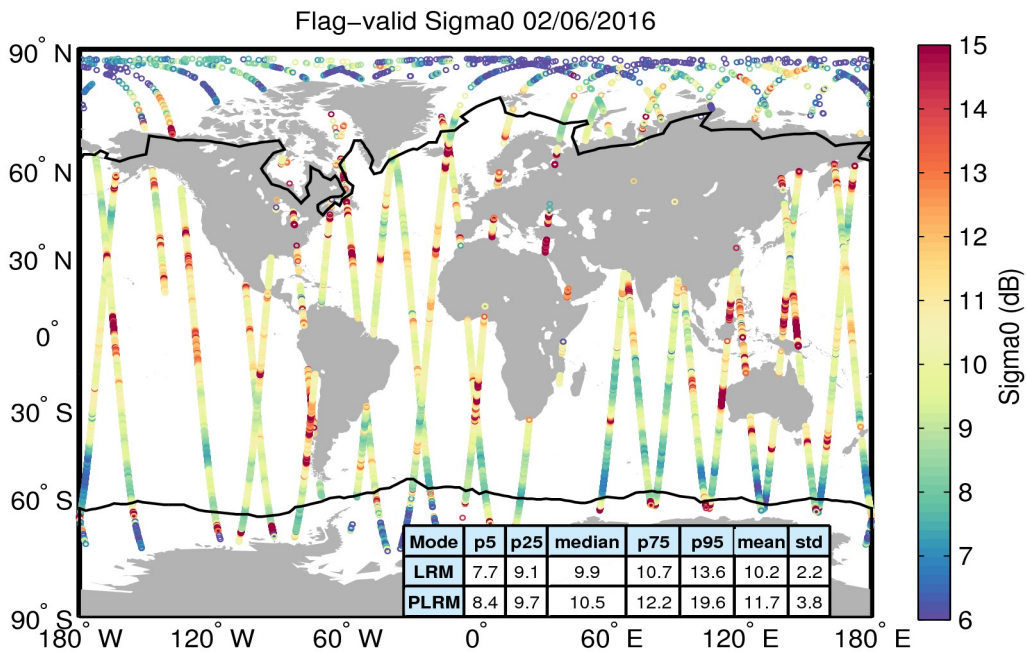 Flag−valid Sigma0 02/06/2016
90° N
60° N
30° N
0°
30° S
60° S
90° S
180° W
120° W
60° W
0°
60° E
120° E
180° E
Mode p5 p25 median p75 p95 mean std
LRM 7.7 9.1 9.9 10.7 13.6 10.2 2.2
PLRM 8.4 9.7 10.5 12.2 19.6 11.7 3.8
15
14
13
12
11
10
9
8
7
6
Sigma0 (dB)